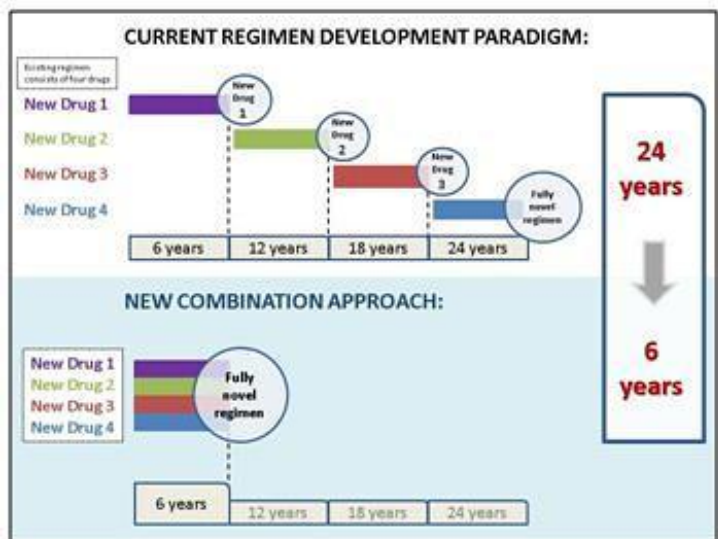 CURRENT REGIMEN DEVELOPMENT PARADIGM:
Existing regimen
consists of four drugs
New Drug 1
New Drug 2
New Drug 3
New Drug 4
New
Drug
1
New
Drug
2
New
Drug
3
Fully
novel
regimen
6 years
12 years
18 years
24 years
24
years
6
years
NEW COMBINATION APPROACH:
New Drug 1
New Drug 2
New Drug 3
New Drug 4
Fully
novel
regimen
6 years
12 years
18 years
24 years